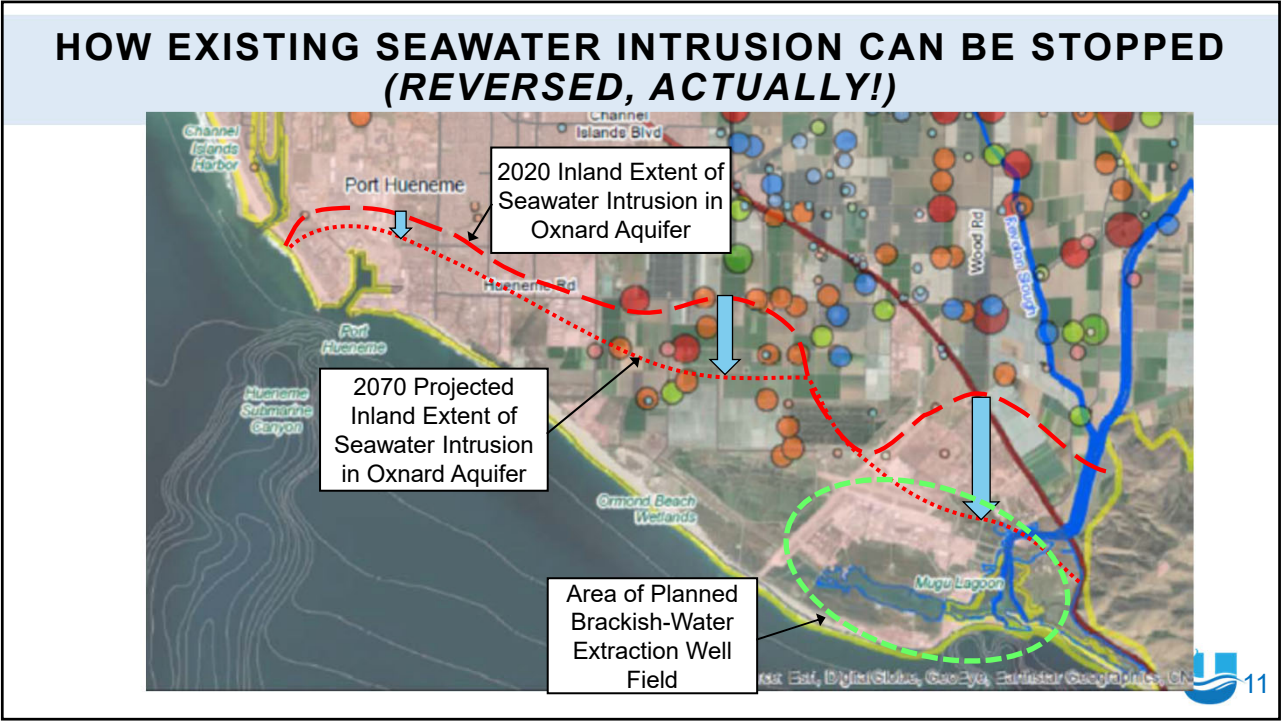 HOW EXISTING SEAWATER INTRUSION CAN BE STOPPED
(REVERSED, ACTUALLY!)
Channel
Islands Blvd
Channel
Islands
Harbor
Port Hueneme
2020 Inland Extent of
Seawater Intrusion in
Oxnard Aquifer
Wood Rd
Revolon Slough
Hueneme Rd
Port
Hueneme
2070 Projected
Inland Extent of
Seawater Intrusion
in Oxnard Aquifer
Hueneme
Submarine
Canyon
Ormond Beach
Wetlands
Mugu Lagoon
Area of Planned
Brackish-Water
Extraction Well
Field
Esri, DigitalGlobe, GeoEye, Earthstar Geographics, CN
11